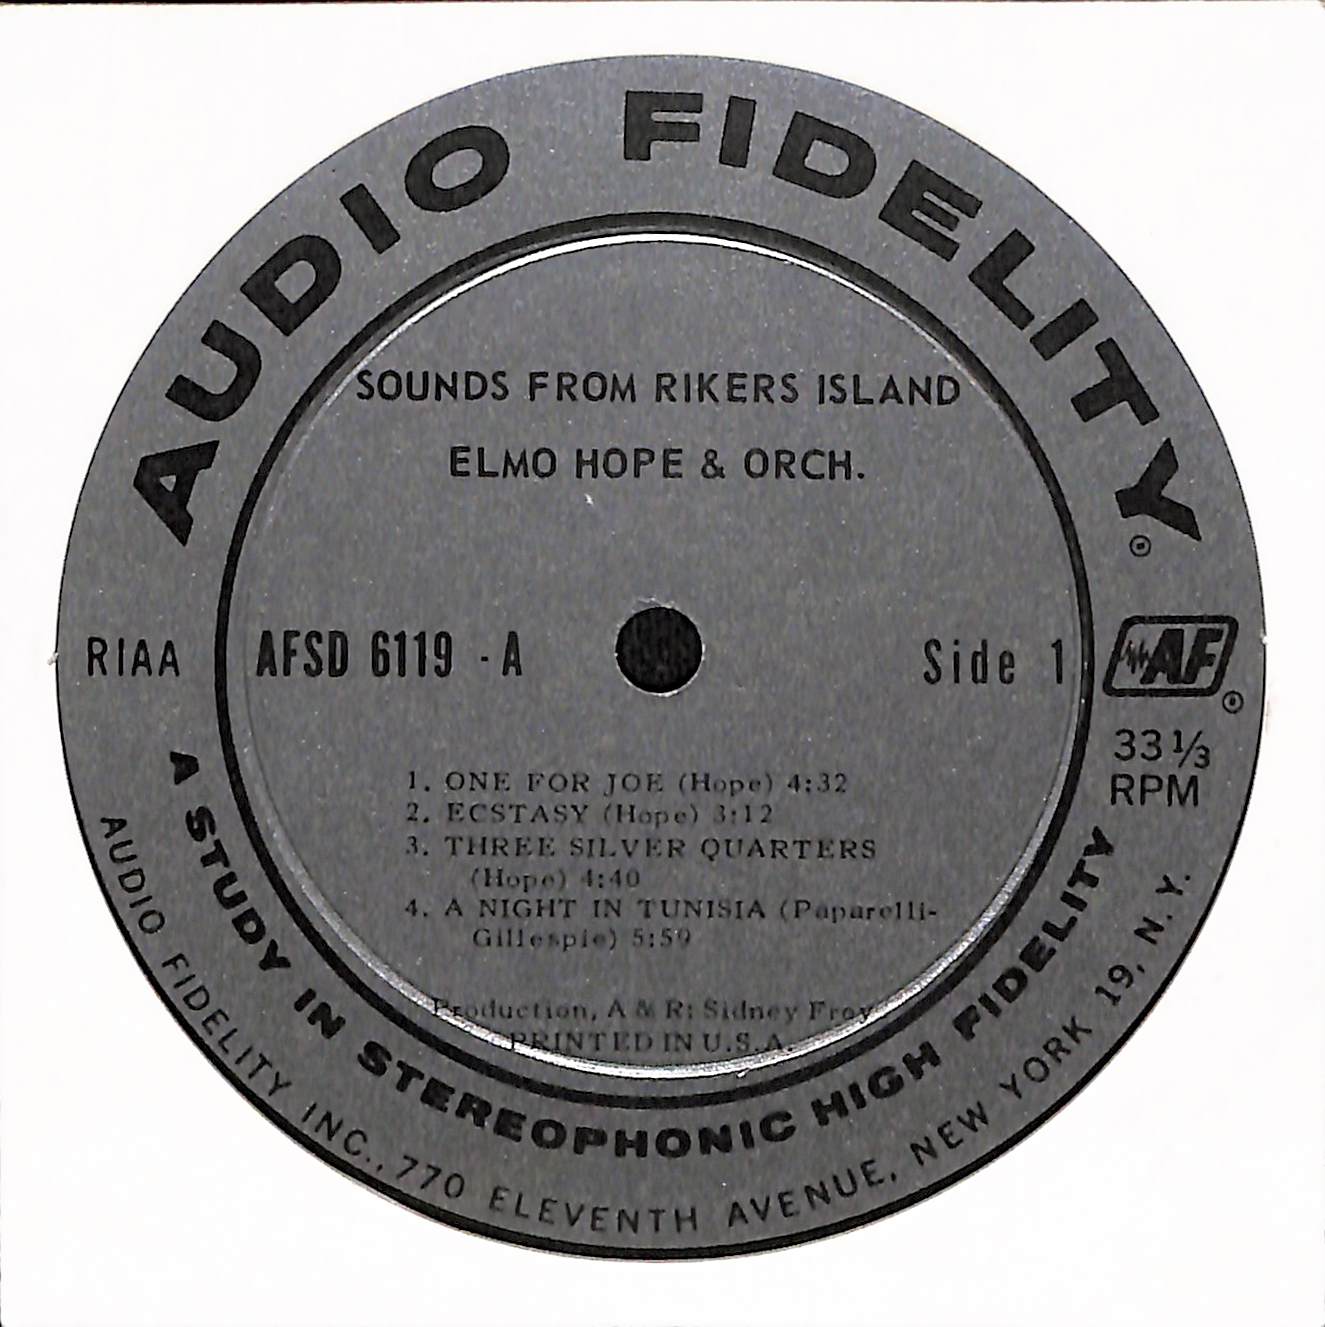 AUDIO FIDELITY
®
SOUNDS FROM RIKERS ISLAND
ELMO HOPE & ORCH.
RIAA
AFSD 6119 - A
Side 1
AF
®
33 1/3
RPM
1. ONE FOR JOE (Hope) 4:32
2. ECSTASY (Hope) 3:12
3. THREE SILVER QUARTERS
(Hope) 4:40
4. A NIGHT IN TUNISIA (Paparelli-
Gillespie) 5:59
Production, A & R: Sidney Frey
PRINTED IN U.S.A.
A STUDY IN STEREOPHONIC HIGH FIDELITY
AUDIO FIDELITY INC., 770 ELEVENTH AVENUE, NEW YORK 19, N.Y.